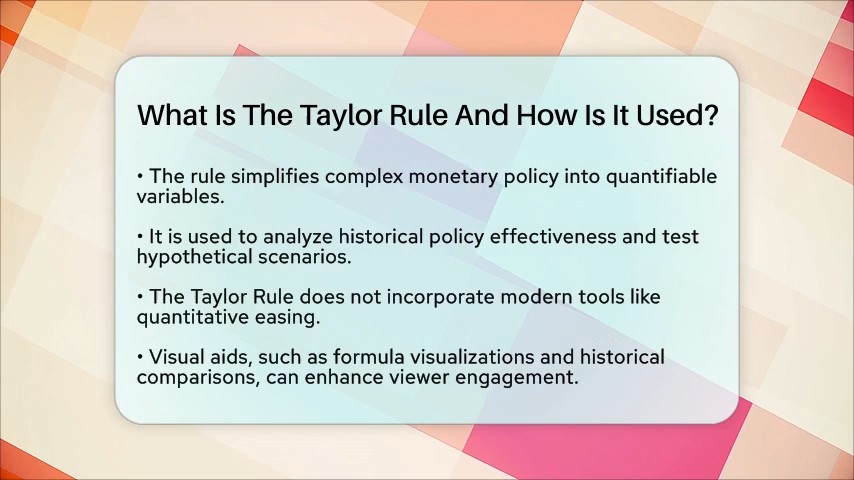 What Is The Taylor Rule And How Is It Used?
• The rule simplifies complex monetary policy into quantifiable
variables.
• It is used to analyze historical policy effectiveness and test
hypothetical scenarios.
• The Taylor Rule does not incorporate modern tools like
quantitative easing.
• Visual aids, such as formula visualizations and historical
comparisons, can enhance viewer engagement.